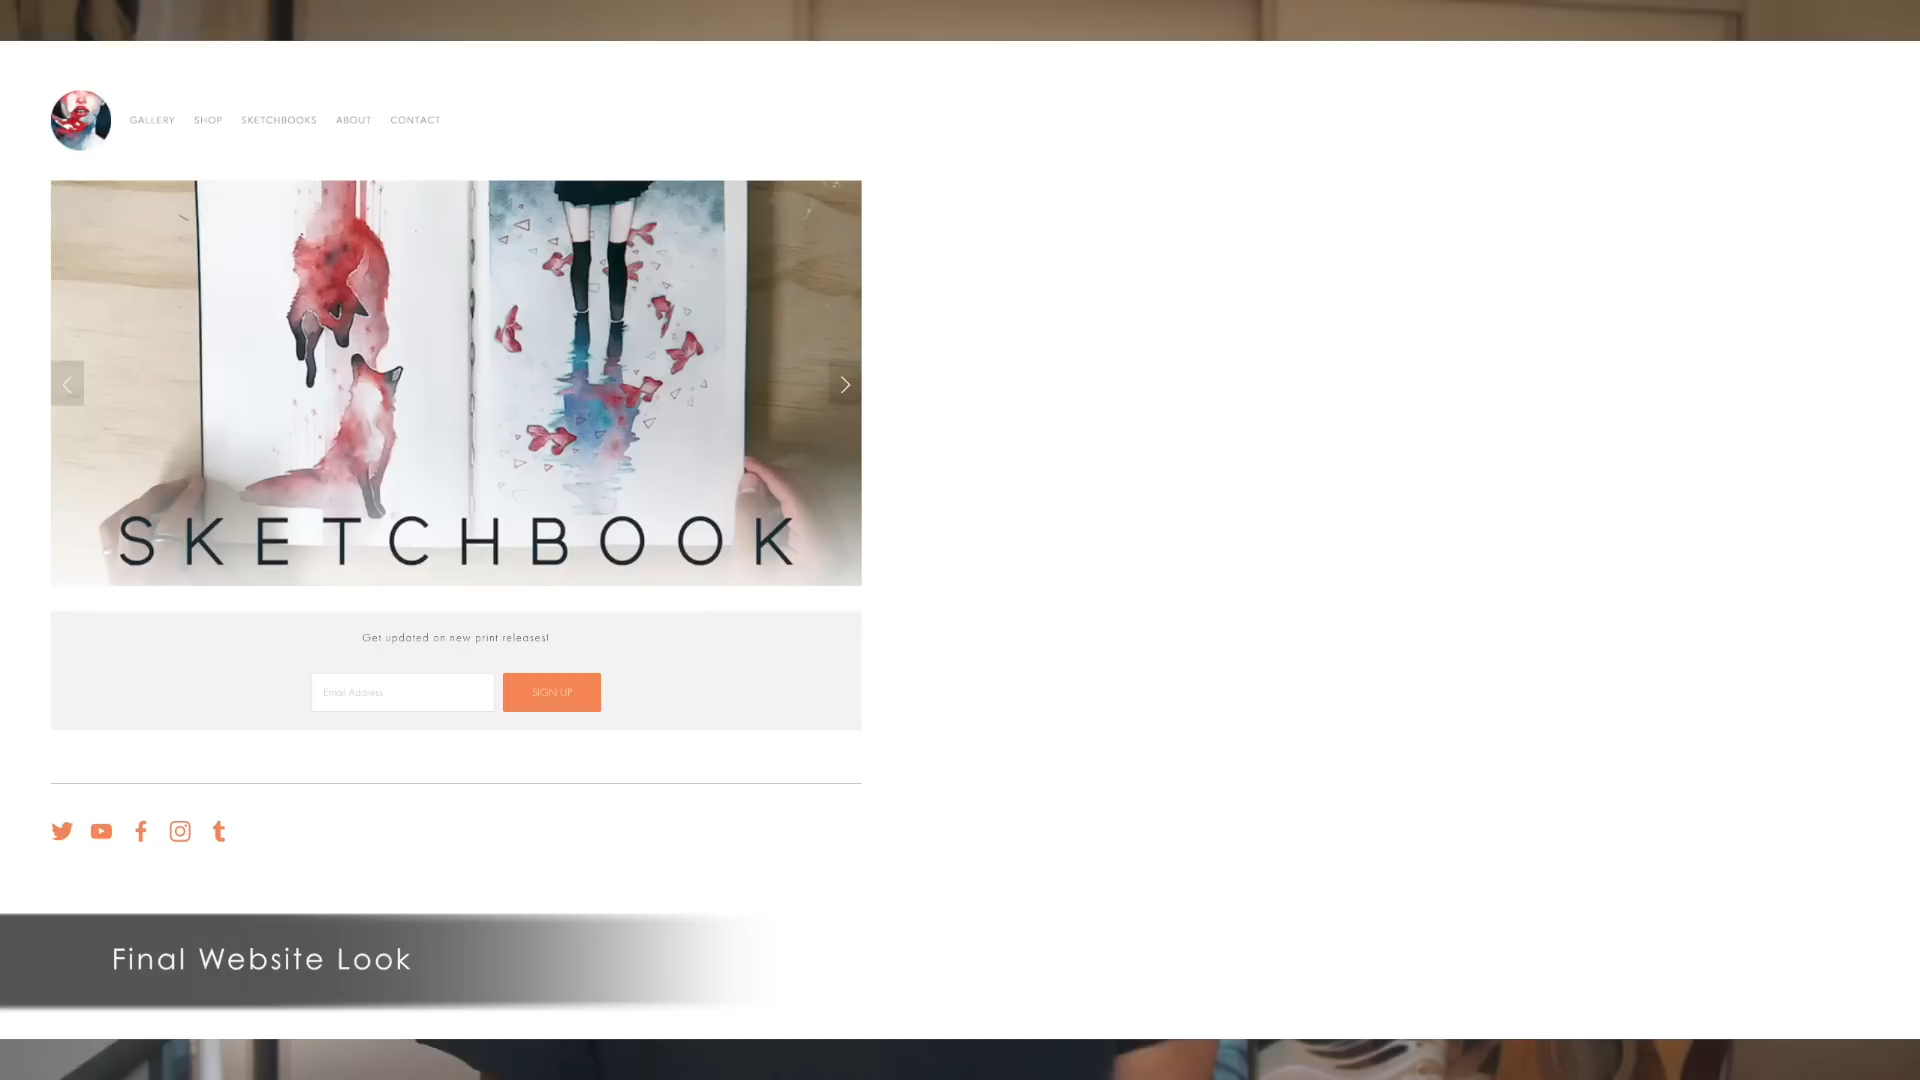 GALLERY SHOP SKETCHBOOKS ABOUT CONTACT
SKETCHBOOK
Get updated on new print releases!
Email Address SIGN UP
Final Website Look